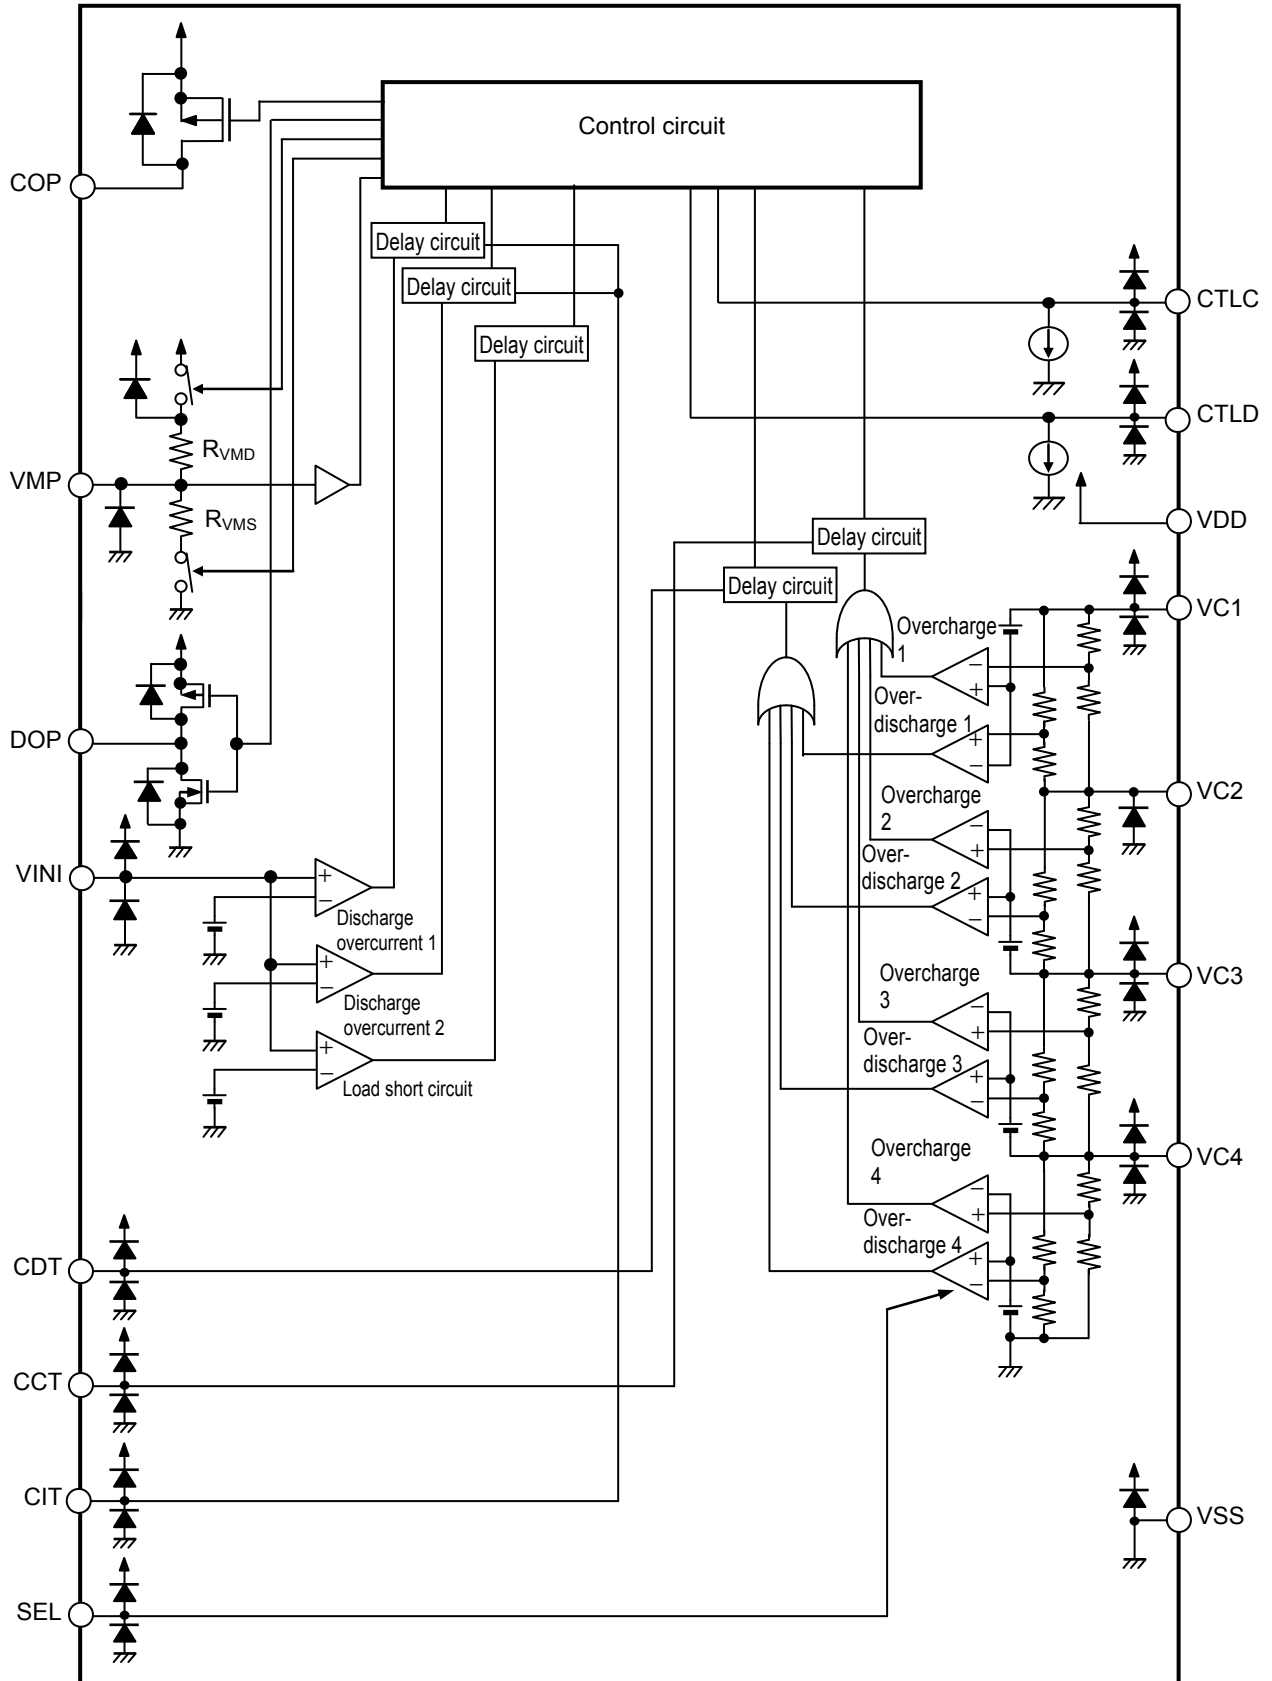 Control circuit
COP
Delay circuit
Delay circuit
CTLC
Delay circuit
CTLD
RVMD
VMP
RVMS
VDD
Delay circuit
Delay circuit
VC1
Overcharge
1
−
+
Over-
discharge 1
+
−
DOP
VC2
Overcharge
2
−
+
Over-
discharge 2
+
−
VINI
+
−
Discharge
overcurrent 1
+
−
Discharge
overcurrent 2
+
−
Load short circuit
VC3
Overcharge
3
−
+
Over-
discharge 3
+
−
VC4
Overcharge
4
−
+
Over-
discharge 4
+
−
CDT
CCT
CIT
VSS
SEL